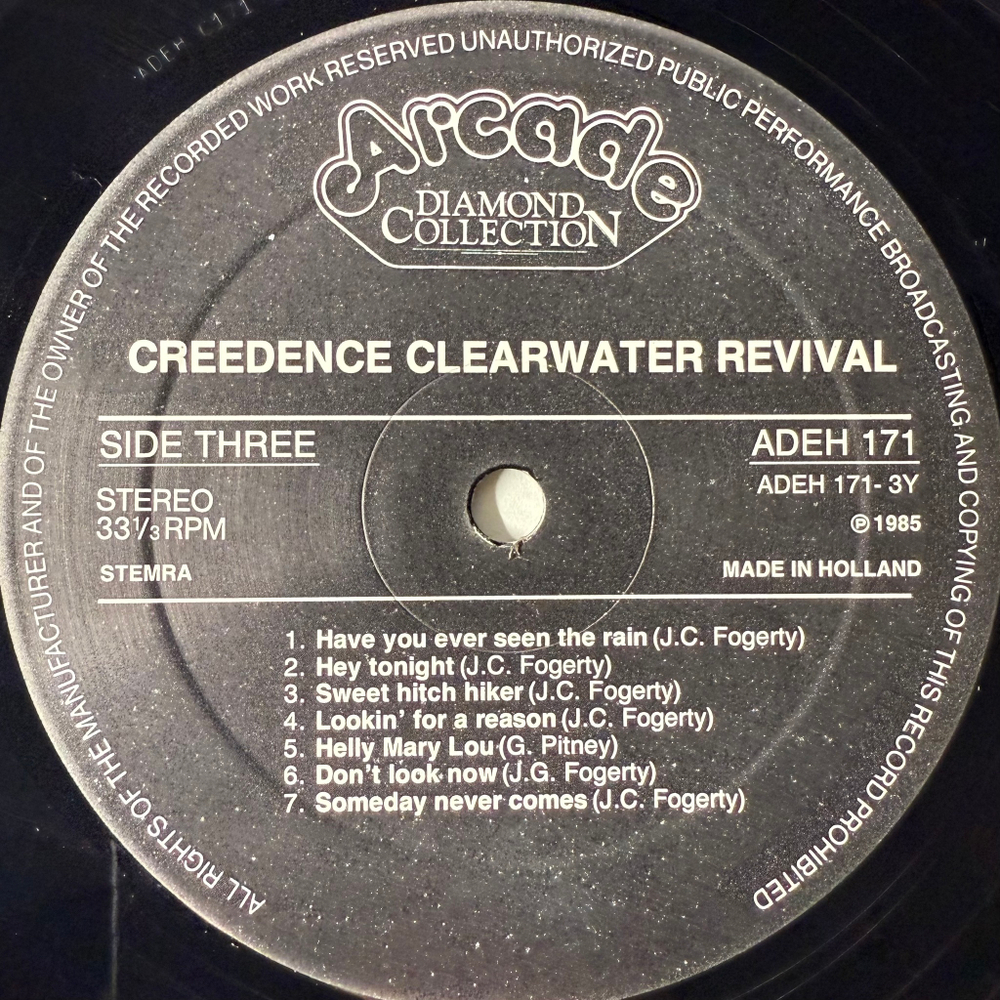 ADEH 171
ALL RIGHTS OF THE MANUFACTURER AND OF THE OWNER OF THE RECORDED WORK RESERVED UNAUTHORIZED PUBLIC PERFORMANCE BROADCASTING AND COPYING OF THIS RECORD PROHIBITED
Arcade
DIAMOND
COLLECTION
CREEDENCE CLEARWATER REVIVAL
SIDE THREE
ADEH 171
STEREO
ADEH 171-3Y
33⅓ RPM
Ⓟ 1985
STEMRA
MADE IN HOLLAND
1. Have you ever seen the rain (J.C. Fogerty)
2. Hey tonight (J.C. Fogerty)
3. Sweet hitch hiker (J.C. Fogerty)
4. Lookin' for a reason (J.C. Fogerty)
5. Helly Mary Lou (G. Pitney)
6. Don't look now (J.G. Fogerty)
7. Someday never comes (J.C. Fogerty)